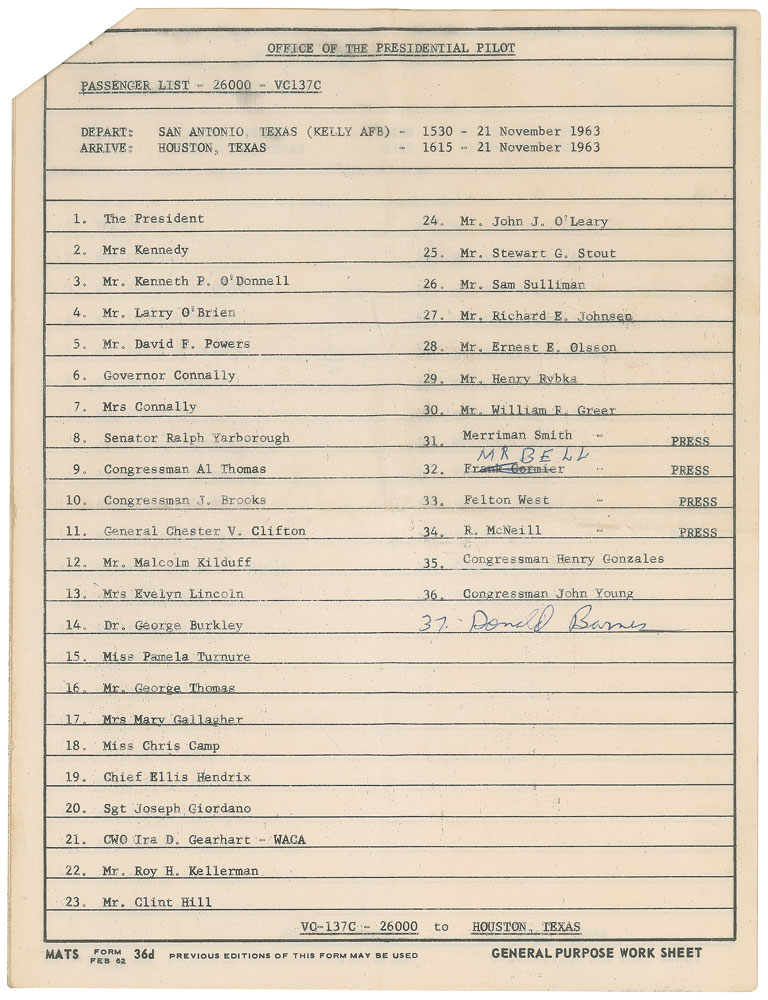 OFFICE OF THE PRESIDENTIAL PILOT
PASSENGER LIST - 26000 - VC137C
DEPART: SAN ANTONIO, TEXAS (KELLY AFB) - 1530 - 21 November 1963
ARRIVE: HOUSTON, TEXAS - 1615 - 21 November 1963
1. The President
2. Mrs Kennedy
3. Mr. Kenneth P. O'Donnell
4. Mr. Larry O'Brien
5. Mr. David F. Powers
6. Governor Connally
7. Mrs Connally
8. Senator Ralph Yarborough
9. Congressman Al Thomas
10. Congressman J. Brooks
11. General Chester V. Clifton
12. Mr. Malcolm Kilduff
13. Mrs Evelyn Lincoln
14. Dr. George Burkley
15. Miss Pamela Turnure
16. Mr. George Thomas
17. Mrs Mary Gallagher
18. Miss Chris Camp
19. Chief Ellis Hendrix
20. Sgt Joseph Giordano
21. CWO Ira D. Gearhart - WACA
22. Mr. Roy H. Kellerman
23. Mr. Clint Hill
24. Mr. John J. O'Leary
25. Mr. Stewart G. Stout
26. Mr. Sam Sulliman
27. Mr. Richard E. Johnsen
28. Mr. Ernest E. Olsson
29. Mr. Henry Rybka
30. Mr. William R. Greer
31. Merriman Smith - PRESS
MR BELL
32. Frank Cormier PRESS
33. Felton West - PRESS
34. R. McNeill - PRESS
35. Congressman Henry Gonzales
36. Congressman John Young
37. Donald Barnes
VC-137C - 26000 to HOUSTON, TEXAS
MATS FORM FEB 62 36d PREVIOUS EDITIONS OF THIS FORM MAY BE USED GENERAL PURPOSE WORK SHEET